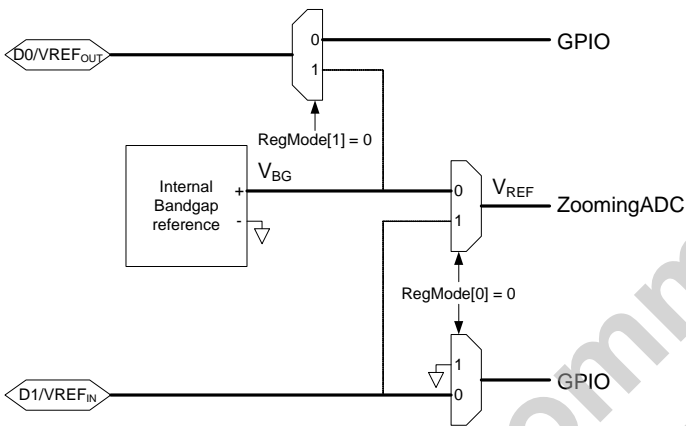 0
GPIO
D0/VREFOUT
1
RegMode[1] = 0
VBG
Internal
Bandgap
reference
+
-
0
VREF
ZoomingADC
1
RegMode[0] = 0
1
D1/VREFIN
0
GPIO
omm